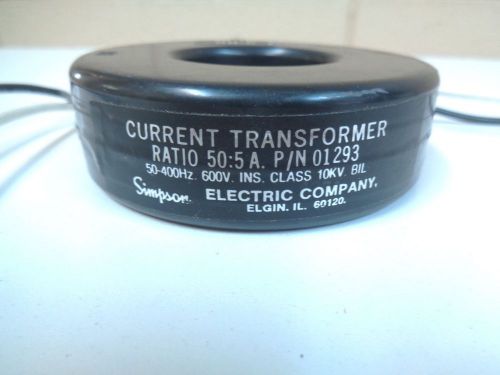 CURRENT TRANSFORMER
RATIO 50:5 A. P/N 01293
50-400Hz. 600V. INS. CLASS 10KV. BIL
Simpson ELECTRIC COMPANY,
ELGIN. IL. 60120.